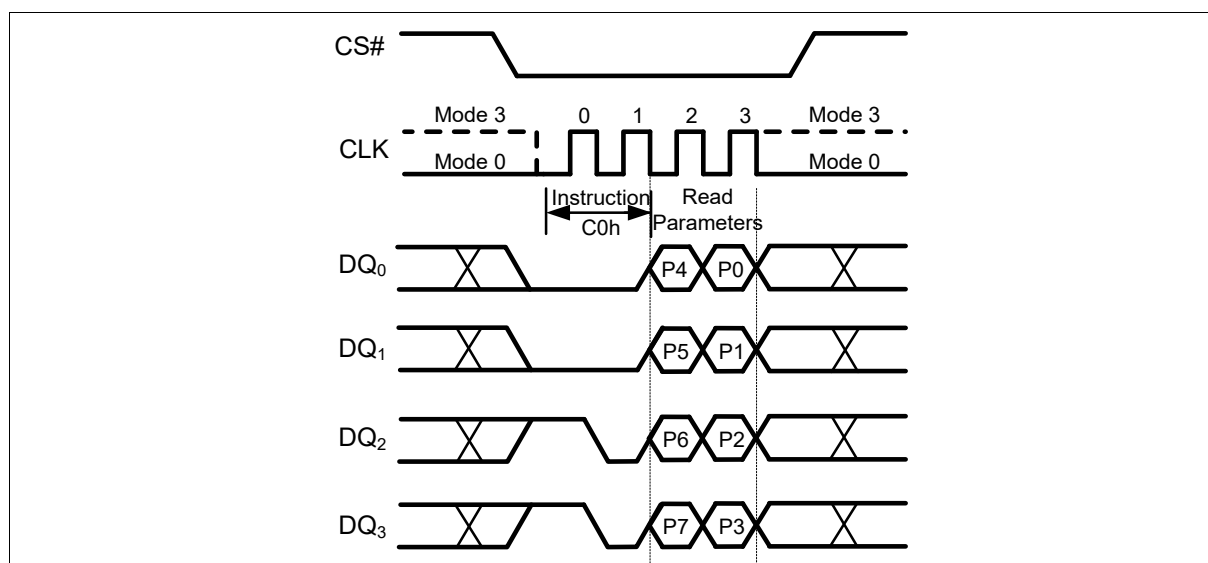 CS#
Mode 3 0 1 2 3 Mode 3
CLK
Mode 0 Mode 0
Instruction Read
C0h Parameters
DQ0 P4 P0
DQ1 P5 P1
DQ2 P6 P2
DQ3 P7 P3